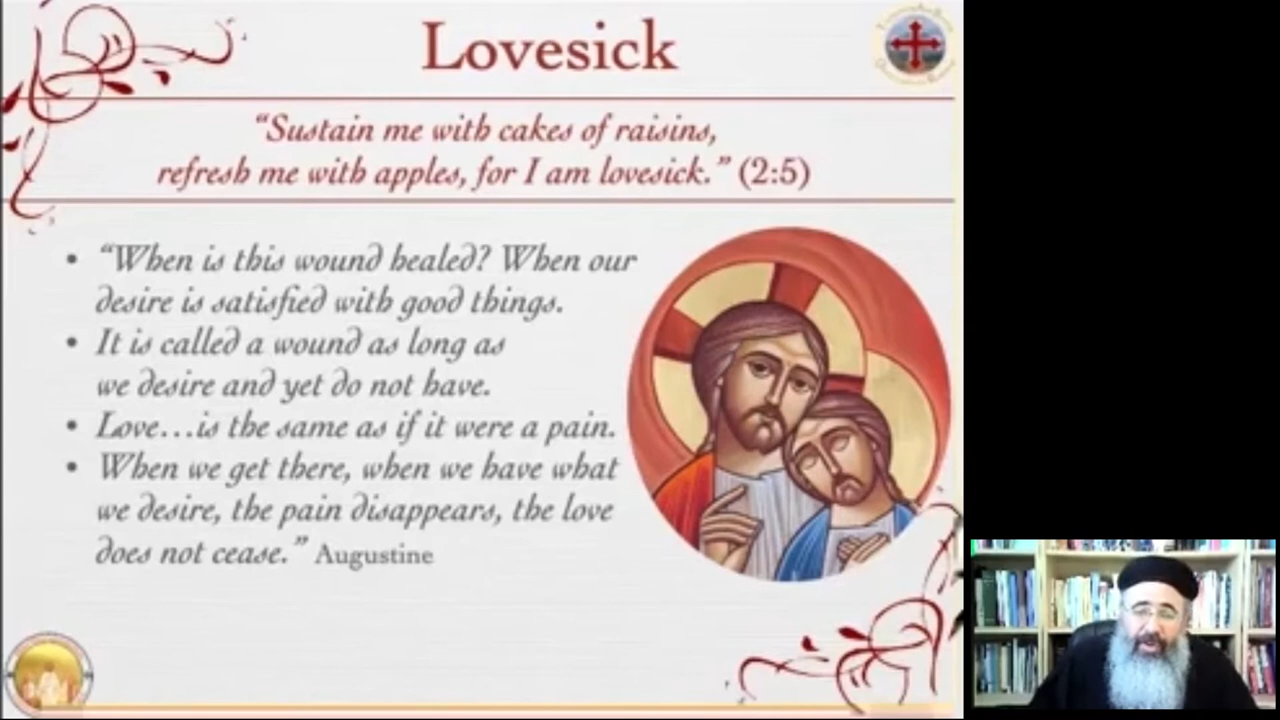 Lovesick
“Sustain me with cakes of raisins,
refresh me with apples, for I am lovesick.” (2:5)
• “When is this wound healed? When our
desire is satisfied with good things.
• It is called a wound as long as
we desire and yet do not have.
• Love...is the same as if it were a pain.
• When we get there, when we have what
we desire, the pain disappears, the love
does not cease.” Augustine